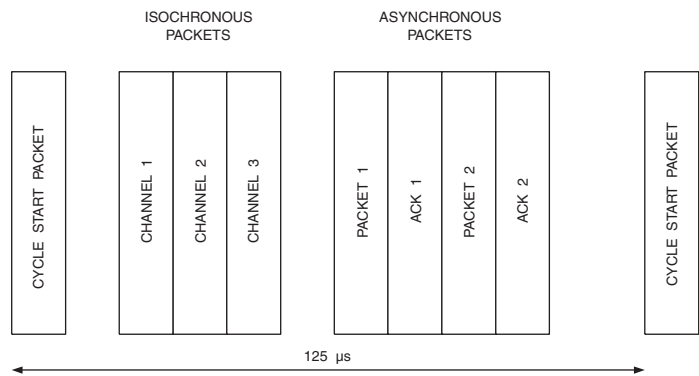 ISOCHRONOUS
PACKETS
ASYNCHRONOUS
PACKETS
CYCLE START PACKET
CHANNEL 1
CHANNEL 2
CHANNEL 3
PACKET 1
ACK 1
PACKET 2
ACK 2
CYCLE START PACKET
125 µs